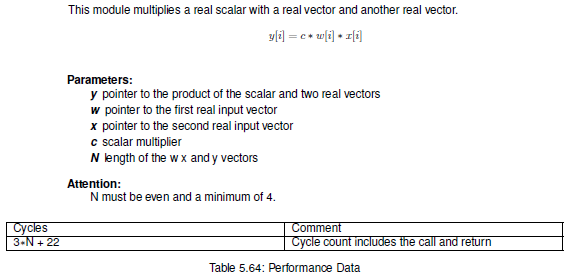 This module multiplies a real scalar with a real vector and another real vector.
y[i] = c * w[i] * x[i]
Parameters:
y pointer to the product of the scalar and two real vectors
w pointer to the first real input vector
x pointer to the second real input vector
c scalar multiplier
N length of the w x and y vectors
Attention:
N must be even and a minimum of 4.
Cycles Comment
3*N + 22 Cycle count includes the call and return
Table 5.64: Performance Data